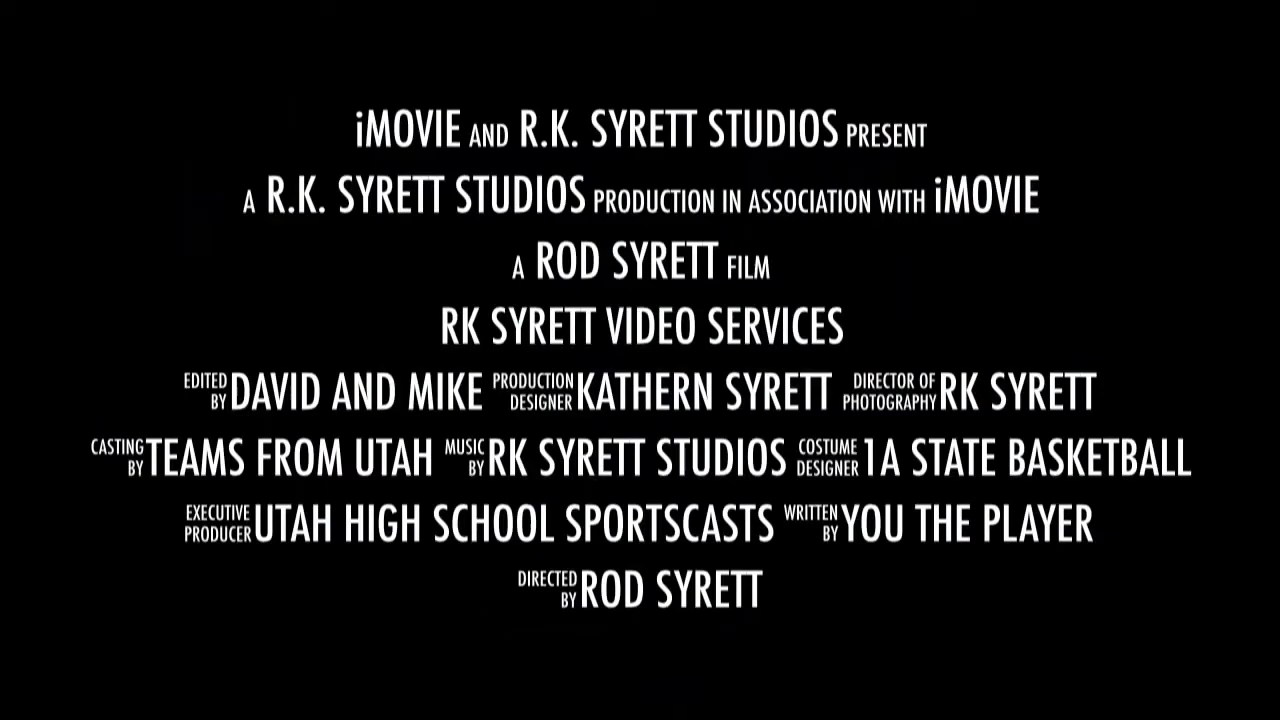 iMOVIE AND R.K. SYRETT STUDIOS PRESENT
A R.K. SYRETT STUDIOS PRODUCTION IN ASSOCIATION WITH iMOVIE
A ROD SYRETT FILM
RK SYRETT VIDEO SERVICES
EDITED BY DAVID AND MIKE PRODUCTION DESIGNER KATHERN SYRETT DIRECTOR OF PHOTOGRAPHY RK SYRETT
CASTING BY TEAMS FROM UTAH MUSIC BY RK SYRETT STUDIOS COSTUME DESIGNER 1A STATE BASKETBALL
EXECUTIVE PRODUCER UTAH HIGH SCHOOL SPORTSCASTS WRITTEN BY YOU THE PLAYER
DIRECTED BY ROD SYRETT